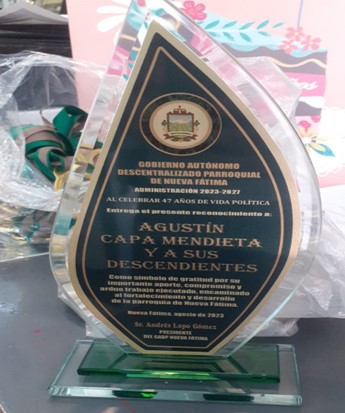 GOBIERNO AUTÓNOMO
DESCENTRALIZADO PARROQUIAL
DE NUEVA FÁTIMA
ADMINISTRACIÓN 2023-2027
AL CELEBRAR 47 AÑOS DE VIDA POLÍTICA
Entrega el presente reconocimiento a:
AGUSTÍN
CAPA MENDIETA
Y A SUS
DESCENDIENTES
Como símbolo de gratitud por su
importante aporte, compromiso y
arduo trabajo ejecutado, encaminado
al fortalecimiento y desarrollo
de la parroquia de Nueva Fátima.
Nueva Fátima, agosto de 2023
Sr. Andrés Lapo Gómez
PRESIDENTE
DEL GADP NUEVA FÁTIMA